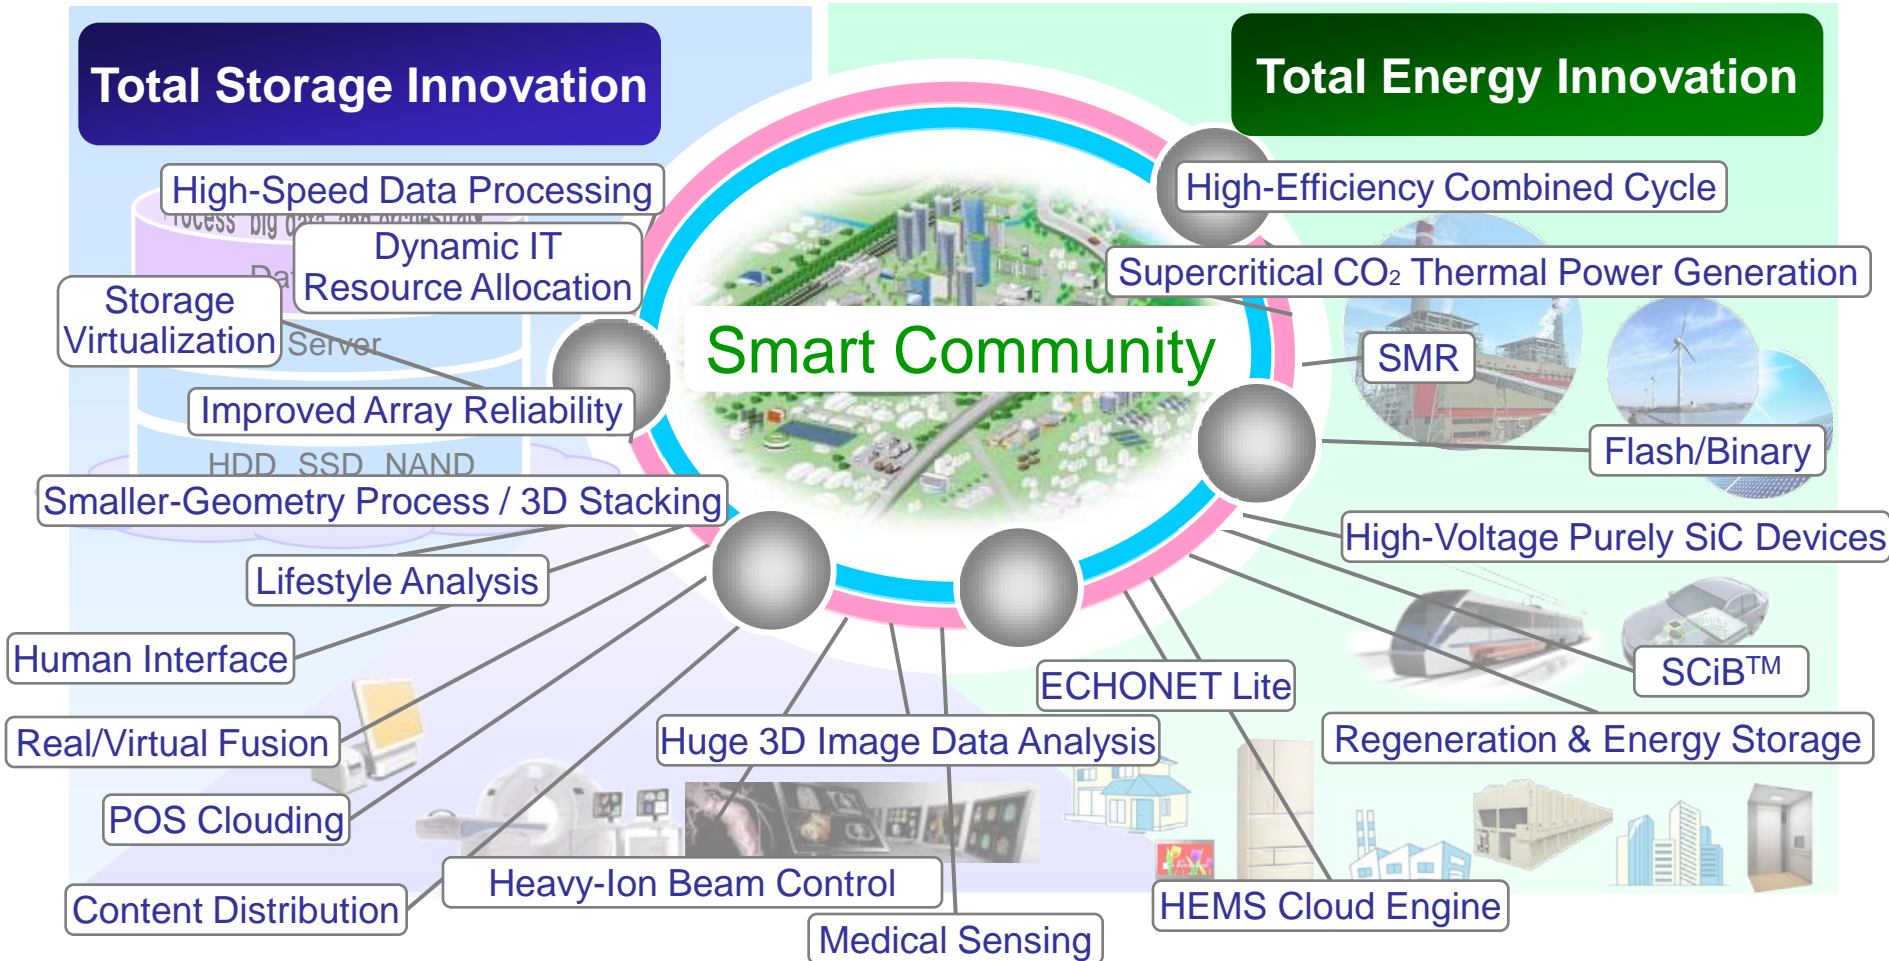 Total Storage Innovation
Total Energy Innovation
High-Speed Data Processing
High-Efficiency Combined Cycle
big
Dynamic IT
Resource Allocation
Supercritical CO2 Thermal Power Generation
Storage
Virtualization
Server
Smart Community
SMR
Improved Array Reliability
Flash/Binary
HDD SSD NAND
Smaller-Geometry Process / 3D Stacking
High-Voltage Purely SiC Devices
Lifestyle Analysis
Human Interface
ECHONET Lite
SCiB™
Real/Virtual Fusion
Huge 3D Image Data Analysis
Regeneration & Energy Storage
POS Clouding
Heavy-Ion Beam Control
Content Distribution
HEMS Cloud Engine
Medical Sensing